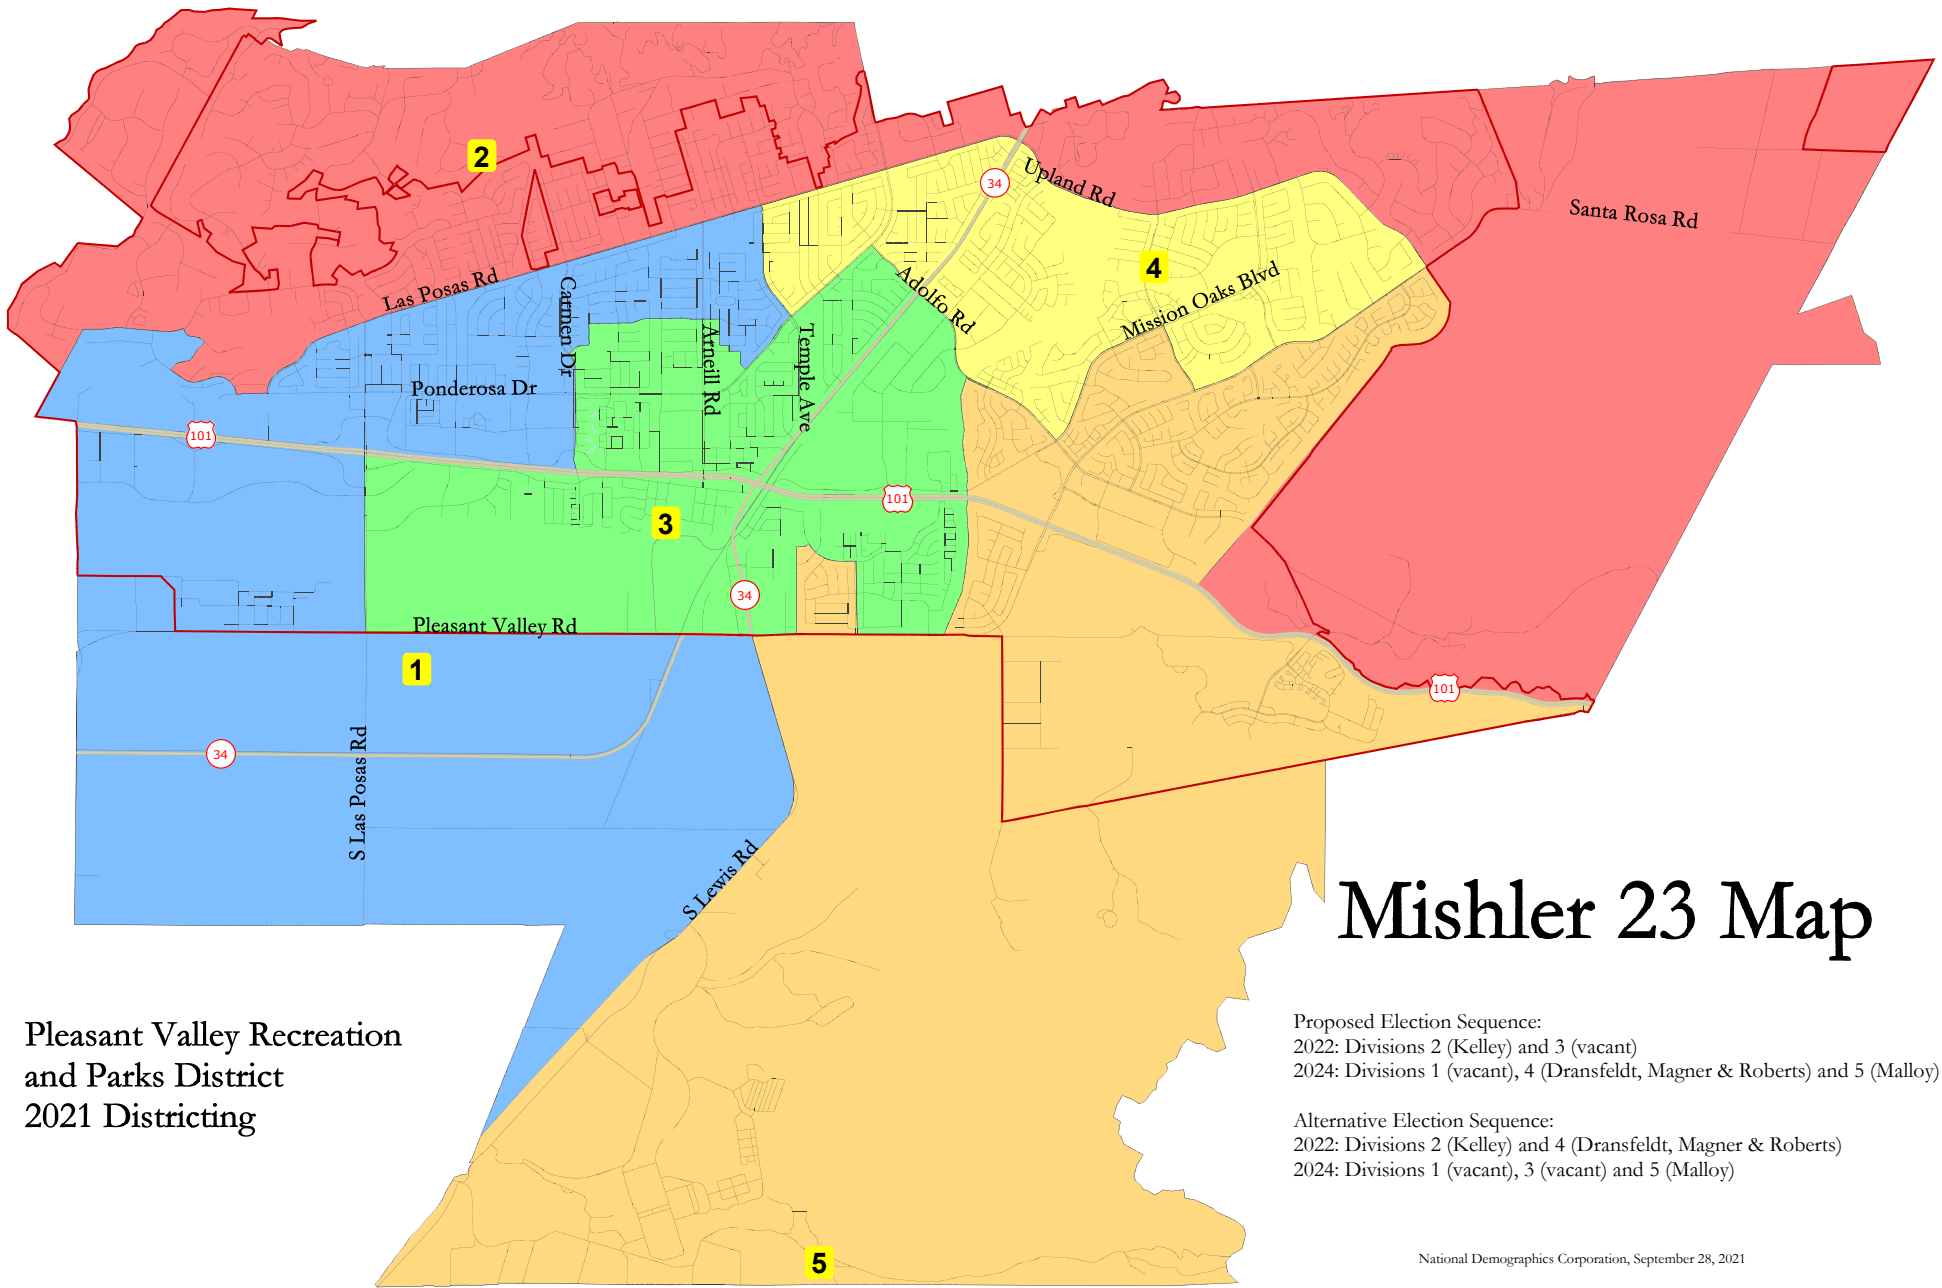 2
34
Upland Rd
Santa Rosa Rd
4
Las Posas Rd
Carmen Dr
Adolfo Rd
Mission Oaks Blvd
Arneill Rd
Temple Ave
Ponderosa Dr
101
101
3
34
Pleasant Valley Rd
1
101
34
S Las Posas Rd
S Lewis Rd
5
Mishler 23 Map
Pleasant Valley Recreation
and Parks District
2021 Districting
Proposed Election Sequence:
2022: Divisions 2 (Kelley) and 3 (vacant)
2024: Divisions 1 (vacant), 4 (Dransfeldt, Magner & Roberts) and 5 (Malloy)
Alternative Election Sequence:
2022: Divisions 2 (Kelley) and 4 (Dransfeldt, Magner & Roberts)
2024: Divisions 1 (vacant), 3 (vacant) and 5 (Malloy)
National Demographics Corporation, September 28, 2021